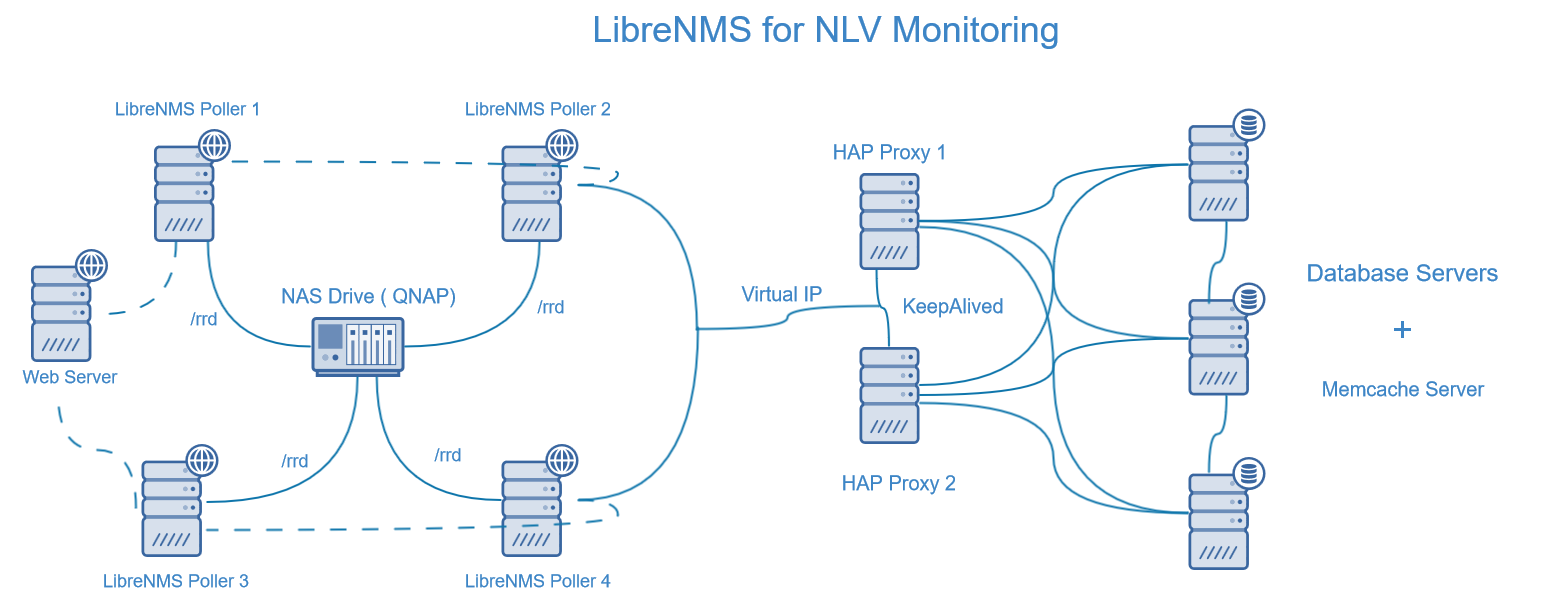 LibreNMS for NLV Monitoring
LibreNMS Poller 1
LibreNMS Poller 2
HAP Proxy 1
Database Servers
NAS Drive ( QNAP)
Virtual IP
KeepAlived
/rrd
/rrd
+
Web Server
Memcache Server
/rrd
/rrd
HAP Proxy 2
LibreNMS Poller 3
LibreNMS Poller 4